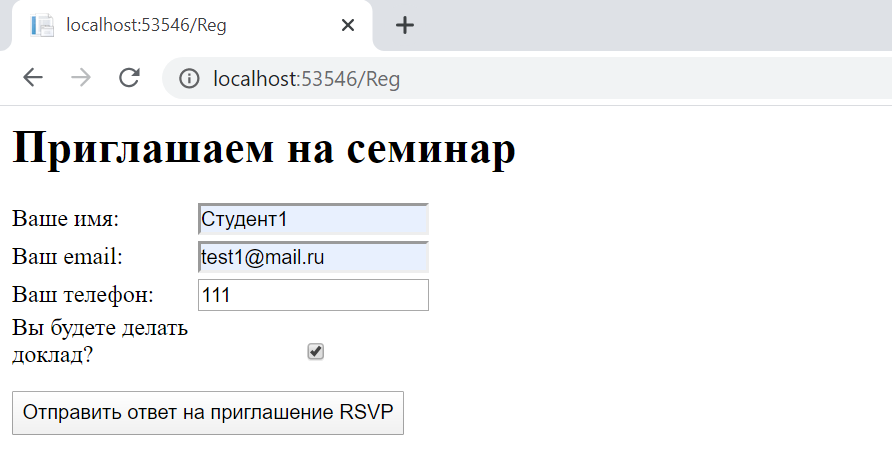 localhost:53546/Reg
localhost:53546/Reg
Приглашаем на семинар
Ваше имя: Студент1
Ваш email: test1@mail.ru
Ваш телефон: 111
Вы будете делать
доклад?
Отправить ответ на приглашение RSVP